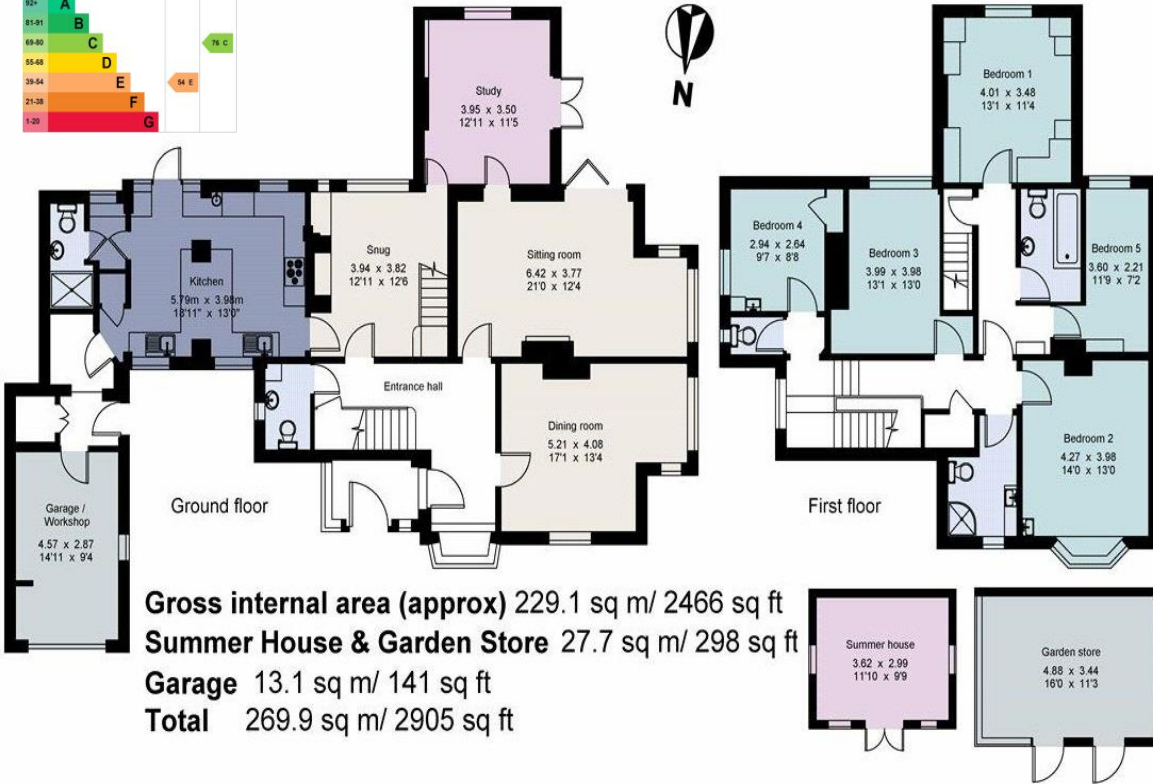 92+ A
81-91 B
69-80 C
55-68 D
39-54 E
21-38 F
1-20 G
76 C
54 E
N
Study
3.95 x 3.50
12'11 x 11'5
Kitchen
5.79m x 3.98m
18'11" x 13'0"
Snug
3.94 x 3.82
12'11 x 12'6
Sitting room
6.42 x 3.77
21'0 x 12'4
Entrance hall
Dining room
5.21 x 4.08
17'1 x 13'4
Garage /
Workshop
4.57 x 2.87
14'11 x 9'4
Ground floor
Bedroom 1
4.01 x 3.48
13'1 x 11'4
Bedroom 4
2.94 x 2.64
9'7 x 8'8
Bedroom 3
3.99 x 3.98
13'1 x 13'0
Bedroom 5
3.60 x 2.21
11'9 x 7'2
Bedroom 2
4.27 x 3.98
14'0 x 13'0
First floor
Gross internal area (approx) 229.1 sq m/ 2466 sq ft
Summer House & Garden Store 27.7 sq m/ 298 sq ft
Garage 13.1 sq m/ 141 sq ft
Total 269.9 sq m/ 2905 sq ft
Summer house
3.62 x 2.99
11'10 x 9'9
Garden store
4.88 x 3.44
16'0 x 11'3